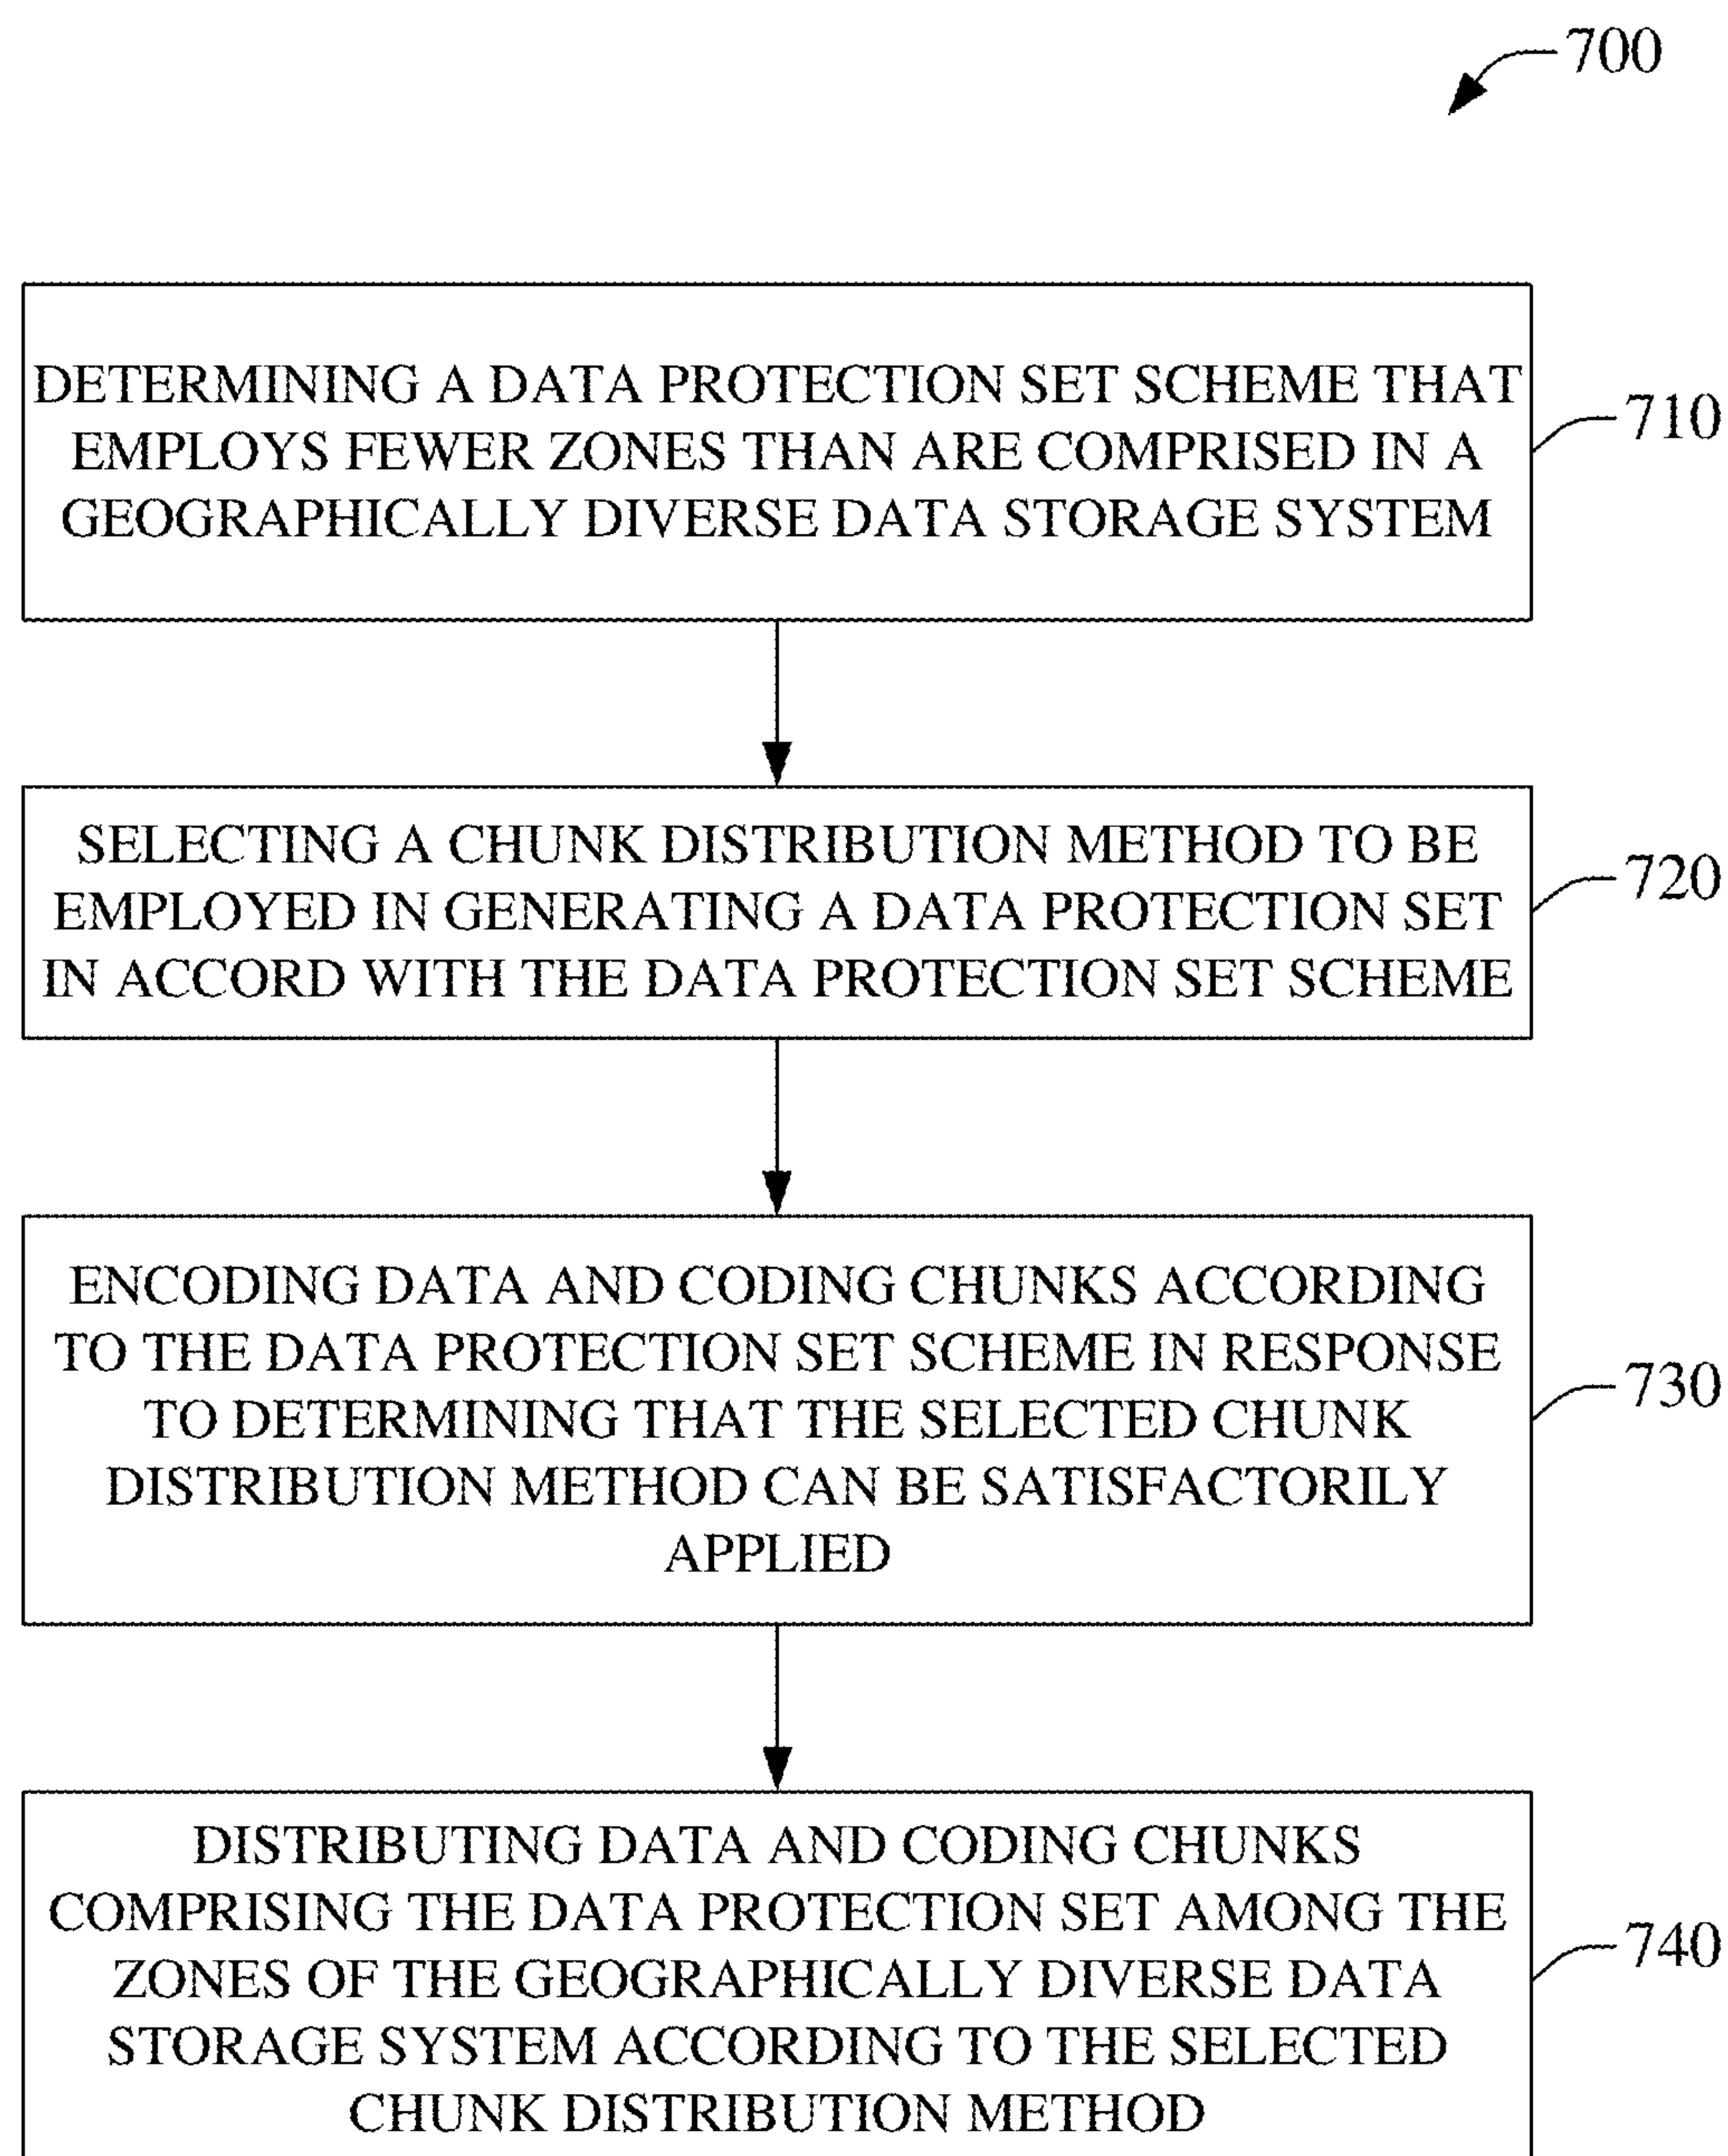 700
DETERMINING A DATA PROTECTION SET SCHEME THAT
EMPLOYS FEWER ZONES THAN ARE COMPRISED IN A
GEOGRAPHICALLY DIVERSE DATA STORAGE SYSTEM
710
SELECTING A CHUNK DISTRIBUTION METHOD TO BE
EMPLOYED IN GENERATING A DATA PROTECTION SET
IN ACCORD WITH THE DATA PROTECTION SET SCHEME
720
ENCODING DATA AND CODING CHUNKS ACCORDING
TO THE DATA PROTECTION SET SCHEME IN RESPONSE
TO DETERMINING THAT THE SELECTED CHUNK
DISTRIBUTION METHOD CAN BE SATISFACTORILY
APPLIED
730
DISTRIBUTING DATA AND CODING CHUNKS
COMPRISING THE DATA PROTECTION SET AMONG THE
ZONES OF THE GEOGRAPHICALLY DIVERSE DATA
STORAGE SYSTEM ACCORDING TO THE SELECTED
CHUNK DISTRIBUTION METHOD
740